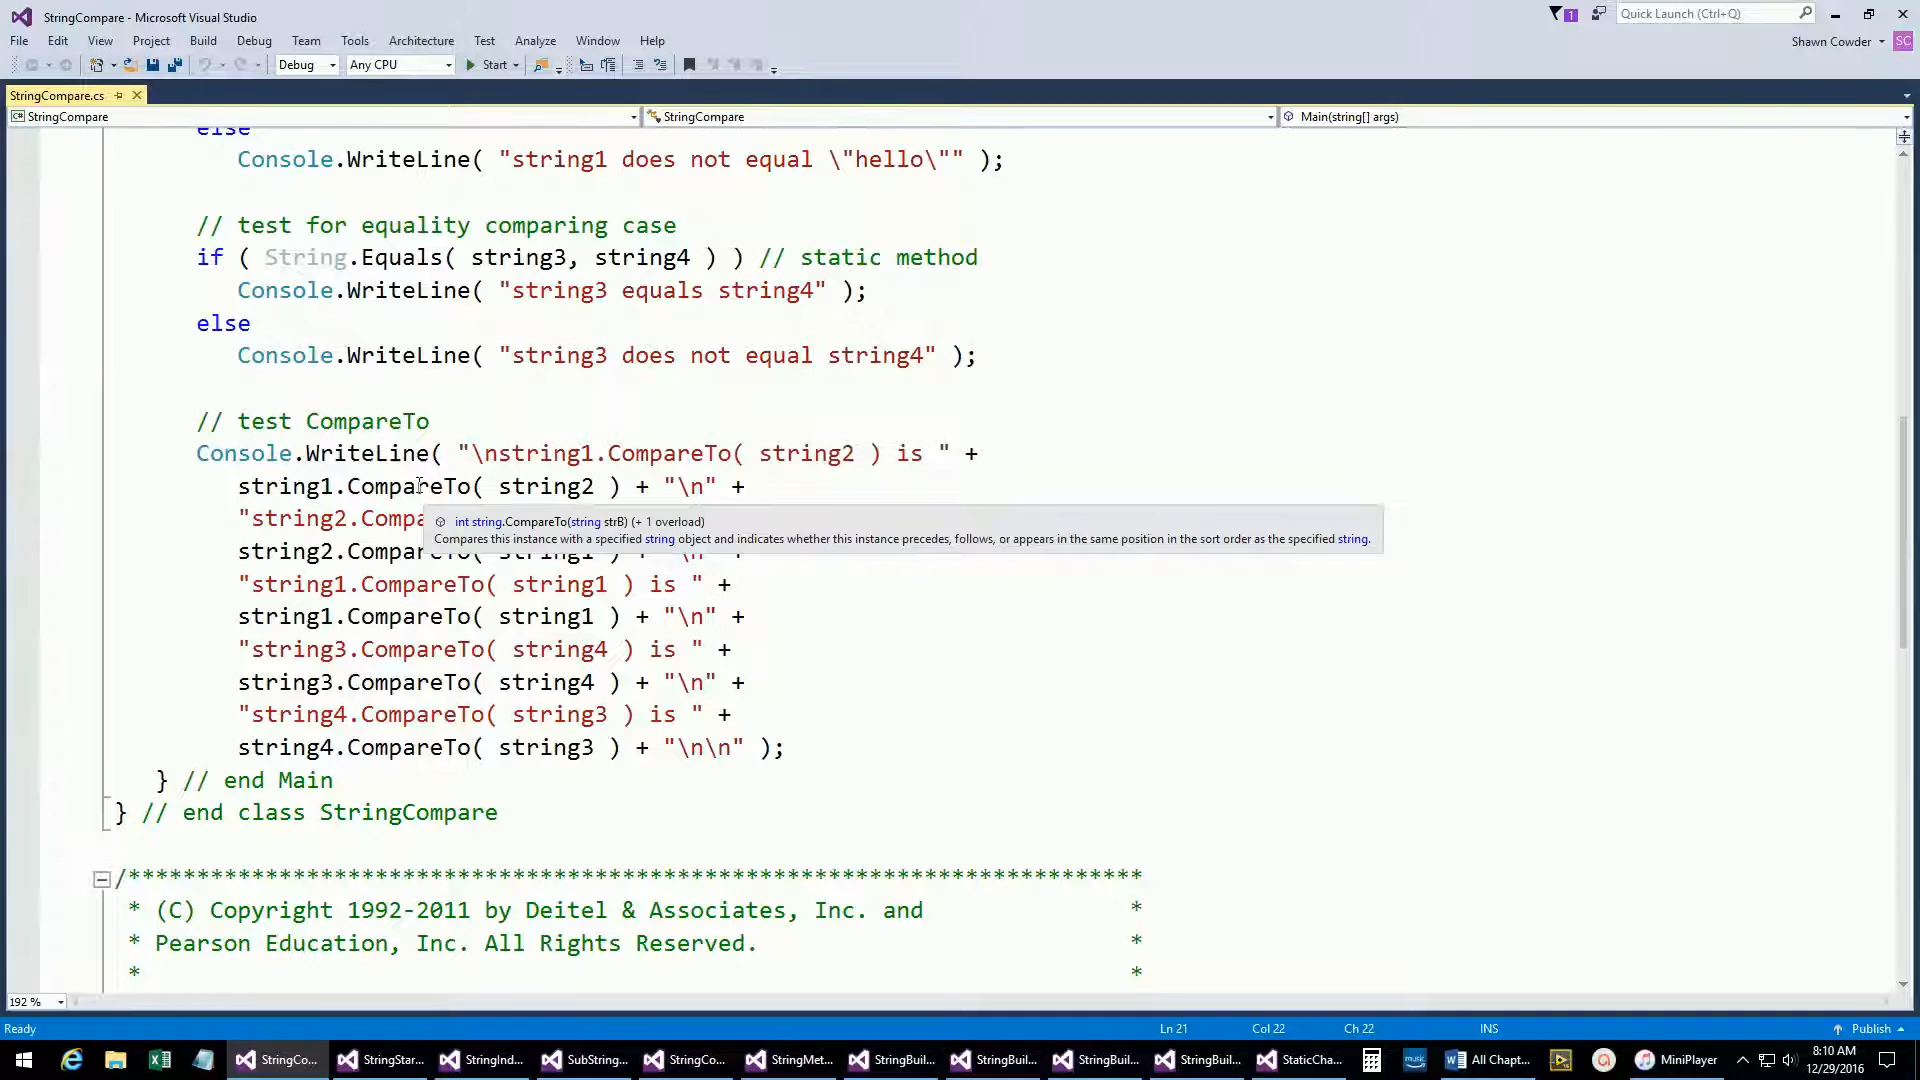 StringCompare - Microsoft Visual Studio
1
Quick Launch (Ctrl+Q)
File Edit View Project Build Debug Team Tools Architecture Test Analyze Window Help
Shawn Cowder SC
Debug Any CPU Start
StringCompare.cs
C# StringCompare StringCompare Main(string[] args)
else
Console.WriteLine( "string1 does not equal \"hello\"" );
// test for equality comparing case
if ( String.Equals( string3, string4 ) ) // static method
Console.WriteLine( "string3 equals string4" );
else
Console.WriteLine( "string3 does not equal string4" );
// test CompareTo
Console.WriteLine( "\nstring1.CompareTo( string2 ) is " +
string1.CompareTo( string2 ) + "\n" +
"string2.Compa
int string.CompareTo(string strB) (+ 1 overload)
Compares this instance with a specified string object and indicates whether this instance precedes, follows, or appears in the same position in the sort order as the specified string.
"string1.CompareTo( string1 ) is " +
string1.CompareTo( string1 ) + "\n" +
"string3.CompareTo( string4 ) is " +
string3.CompareTo( string4 ) + "\n" +
"string4.CompareTo( string3 ) is " +
string4.CompareTo( string3 ) + "\n\n" );
} // end Main
} // end class StringCompare
/**************************************************************************
* (C) Copyright 1992-2011 by Deitel & Associates, Inc. and *
* Pearson Education, Inc. All Rights Reserved. *
* *
192 %
Ready Ln 21 Col 22 Ch 22 INS Publish
StringCo... StringStar... StringInd... SubString... StringCo... StringMet... StringBuil... StringBuil... StringBuil... StringBuil... StaticCha... music All Chapt... MiniPlayer 8:10 AM
12/29/2016